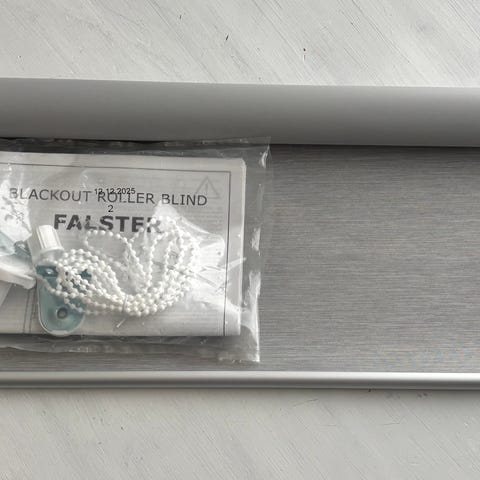 12.12.2025
BLACKOUT ROLLER BLIND
2
FALSTER